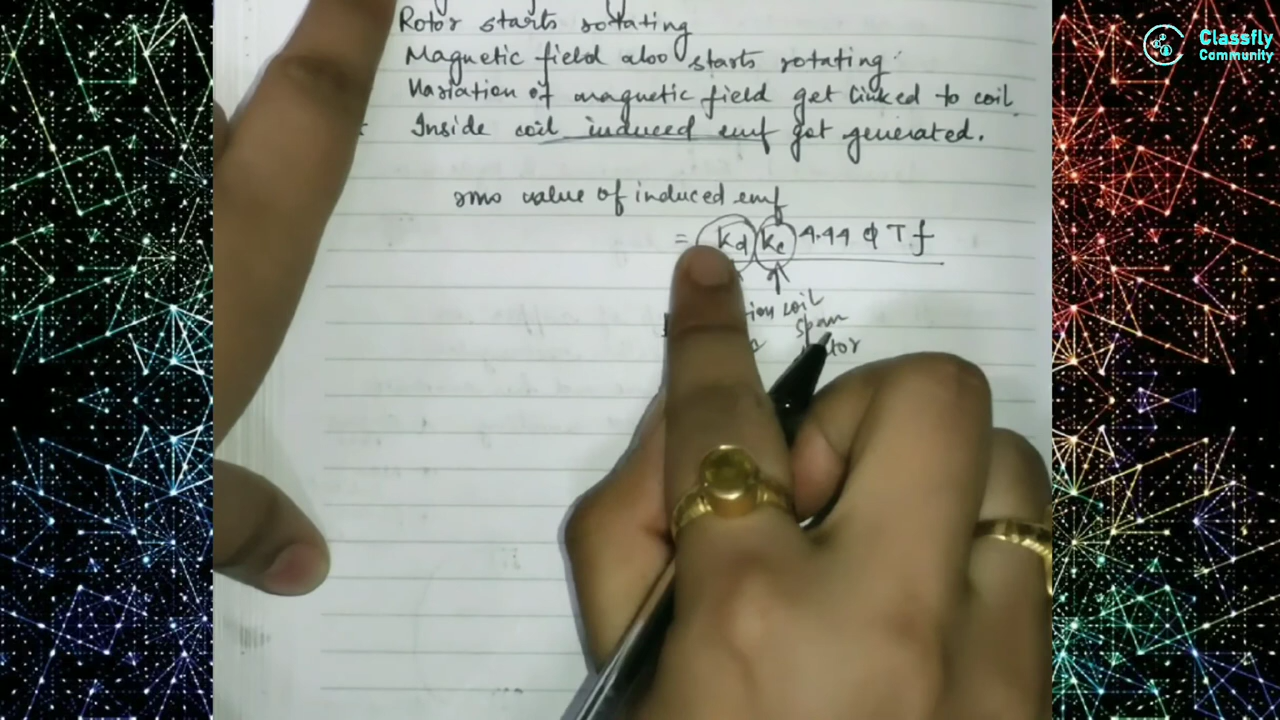 Rotor starts rotating
Magnetic field also starts rotating
Variation of magnetic field get linked to coil
Inside coil induced emf get generated.
rms value of induced emf
= kd kc 4.44 φ T f
coil
span
Classfly
Community